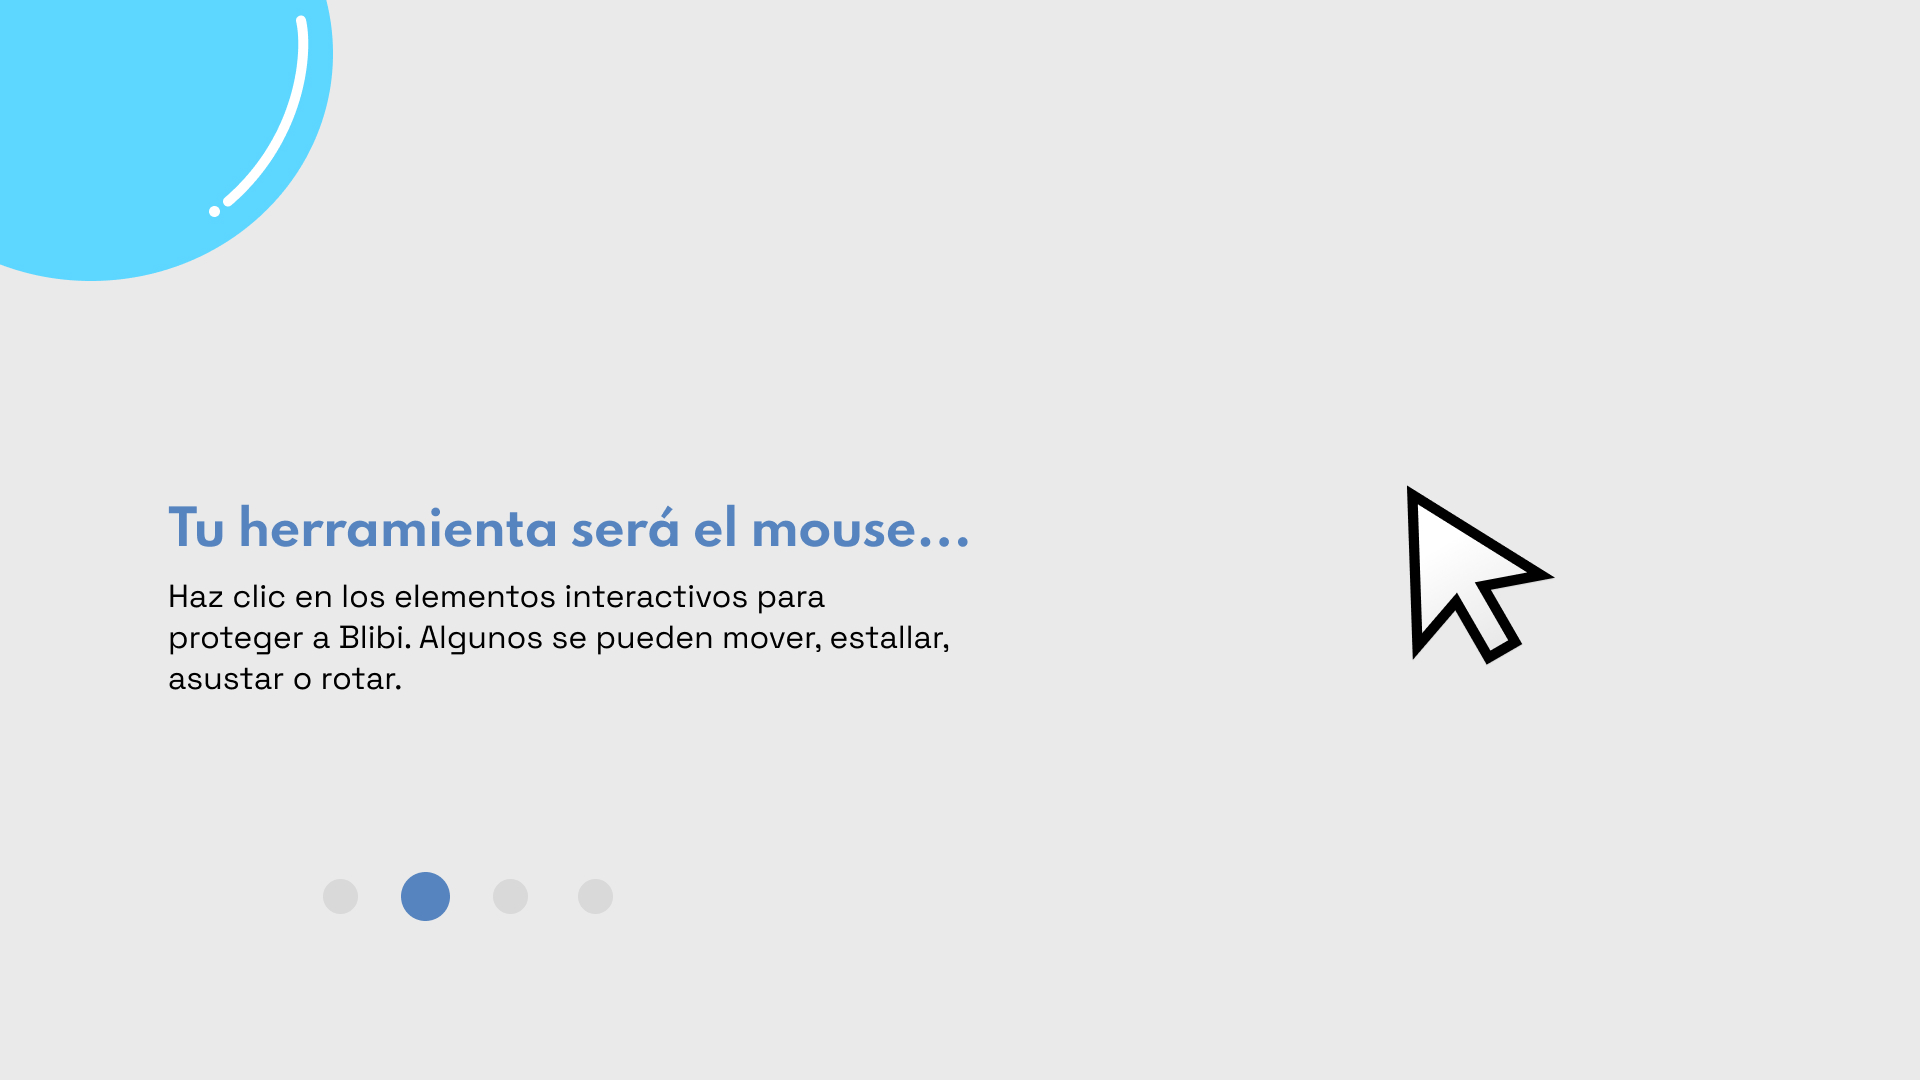 Tu herramienta será el mouse...
Haz clic en los elementos interactivos para
proteger a Blibi. Algunos se pueden mover, estallar,
asustar o rotar.